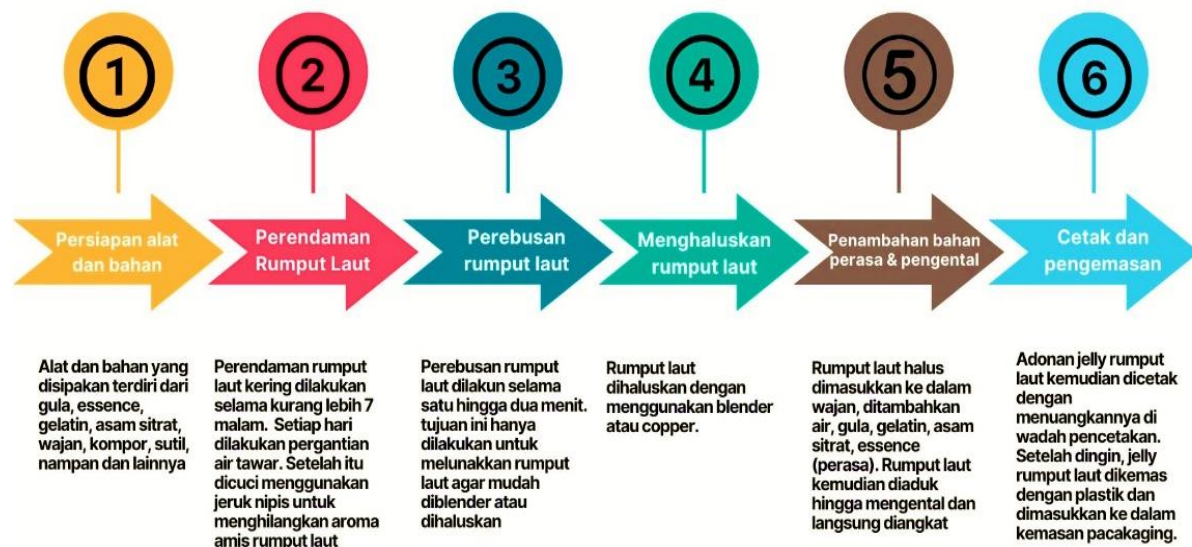 1
2
3
4
5
6
Persiapan alat
dan bahan
Perendaman
Rumput Laut
Perebusan
rumput laut
Menghaluskan
rumput laut
Penambahan bahan
perasa & pengental
Cetak dan
pengemasan
Alat dan bahan yang
disipakan terdiri dari
gula, essence,
gelatin, asam sitrat,
wajan, kompor, sutil,
nampan dan lainnya
Perendaman rumput
laut kering dilakukan
selama kurang lebih 7
malam. Setiap hari
dilakukan pergantian
air tawar. Setelah itu
dicuci menggunakan
jeruk nipis untuk
menghilangkan aroma
amis rumput laut
Perebusan rumput
laut dilakun selama
satu hingga dua menit.
tujuan ini hanya
dilakukan untuk
melunakkan rumput
laut agar mudah
diblender atau
dihaluskan
Rumput laut
dihaluskan dengan
menggunakan blender
atau copper.
Rumput laut halus
dimasukkan ke dalam
wajan, ditambahkan
air, gula, gelatin, asam
sitrat, essence
(perasa). Rumput laut
kemudian diaduk
hingga mengental dan
langsung diangkat
Adonan jelly rumput
laut kemudian dicetak
dengan
menuangkannya di
wadah pencetakan.
Setelah dingin, jelly
rumput laut dikemas
dengan plastik dan
dimasukkan ke dalam
kemasan pacakaging.